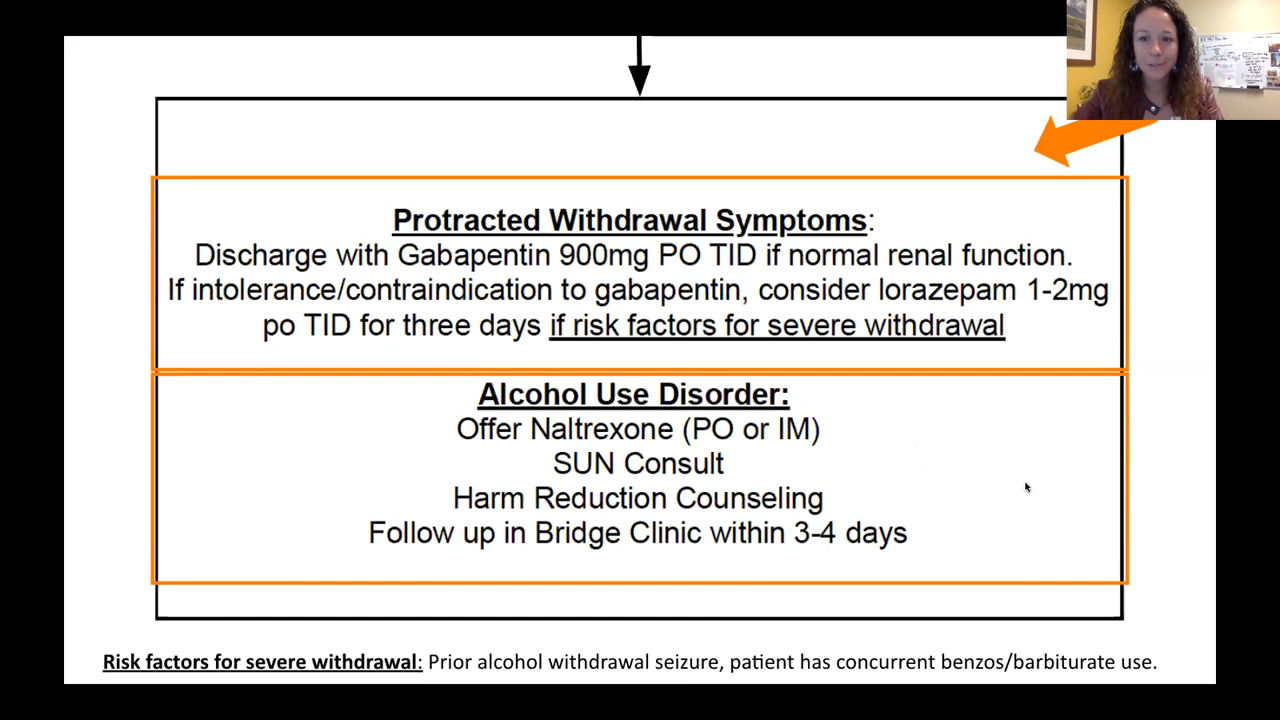 Protracted Withdrawal Symptoms:
Discharge with Gabapentin 900mg PO TID if normal renal function.
If intolerance/contraindication to gabapentin, consider lorazepam 1-2mg
po TID for three days if risk factors for severe withdrawal
Alcohol Use Disorder:
Offer Naltrexone (PO or IM)
SUN Consult
Harm Reduction Counseling
Follow up in Bridge Clinic within 3-4 days
Risk factors for severe withdrawal: Prior alcohol withdrawal seizure, patient has concurrent benzos/barbiturate use.